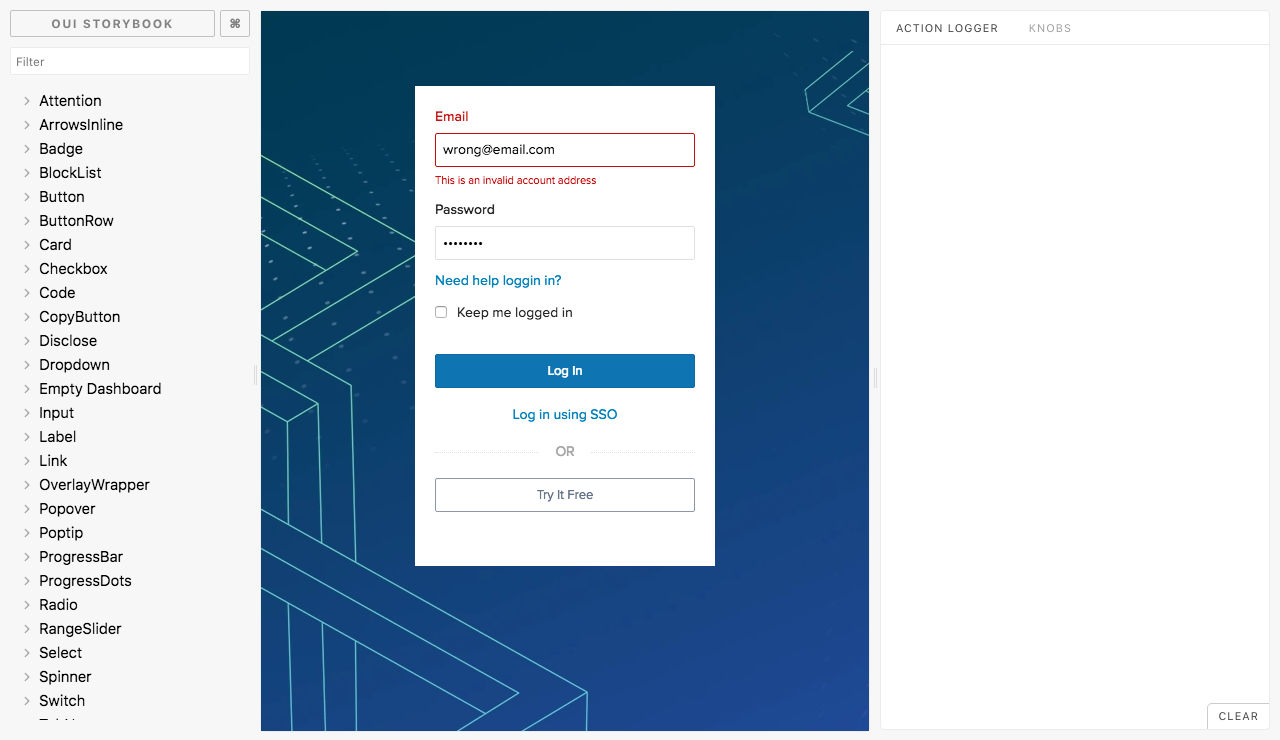 OUI STORYBOOK
⌘
Filter
Attention
ArrowsInline
Badge
BlockList
Button
ButtonRow
Card
Checkbox
Code
CopyButton
Disclose
Dropdown
Empty Dashboard
Input
Label
Link
OverlayWrapper
Popover
Poptip
ProgressBar
ProgressDots
Radio
RangeSlider
Select
Spinner
Switch
Email
wrong@email.com
This is an invalid account address
Password
••••••••
Need help loggin in?
Keep me logged in
Log In
Log in using SSO
OR
Try It Free
ACTION LOGGER
KNOBS
CLEAR